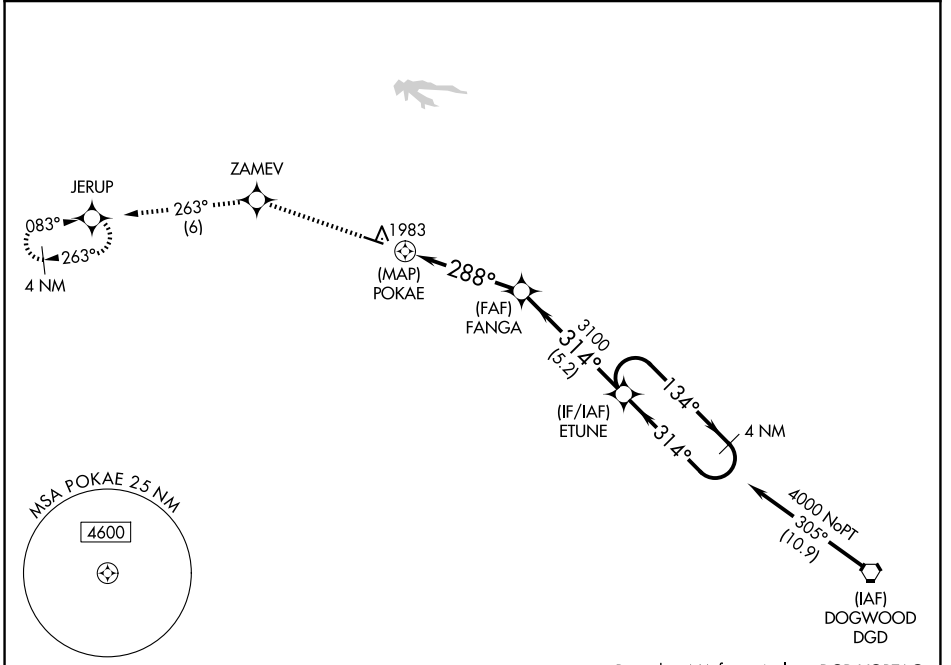 ZAMEV
JERUP
263°
(6)
083°
263°
4 NM
1983
(MAP)
POKAE
288°
(FAF)
FANGA
3100
314°
(5.2)
(IF/IAF)
ETUNE
134°
314°
4 NM
4000 NoPT
305°
(10.9)
(IAF)
DOGWOOD
DGD
MSA POKAE 25 NM
4600